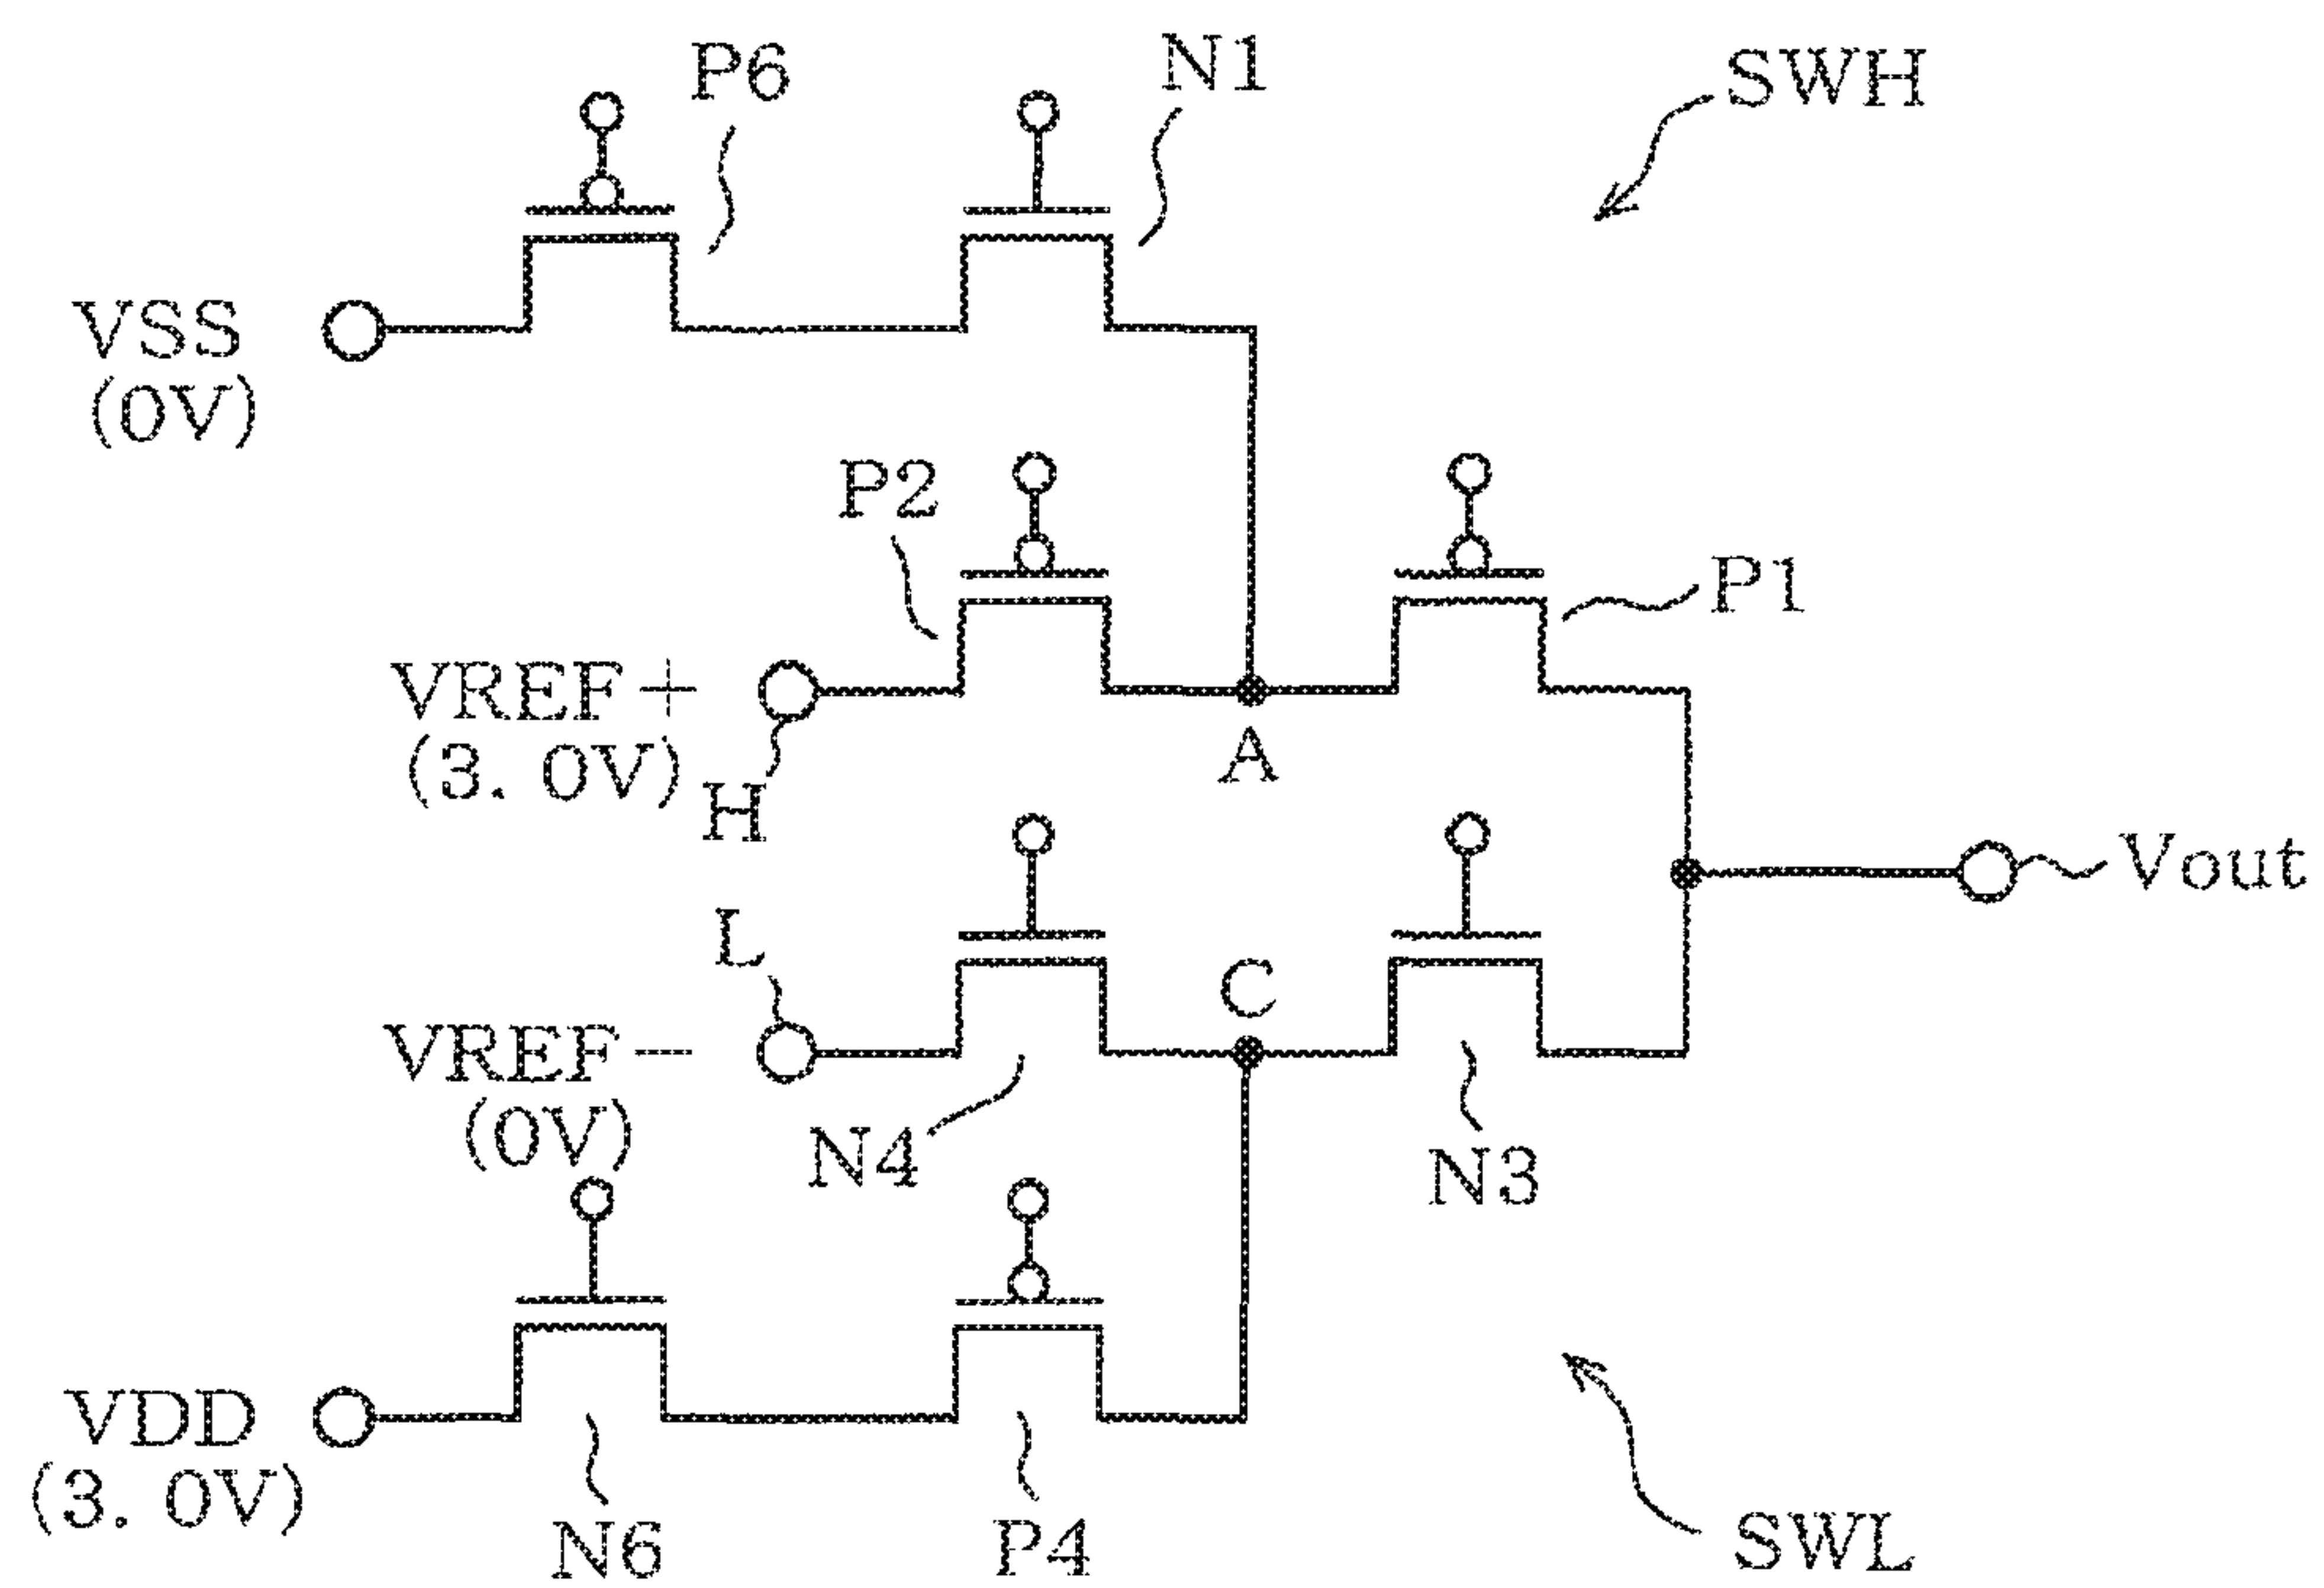 P6
N1
SWH
VSS
(0V)
P2
P1
VREF+
(3. 0V)
H
A
Vout
L
C
VREF-
(0V)
N4
N3
VDD
(3. 0V)
N6
P4
SWL